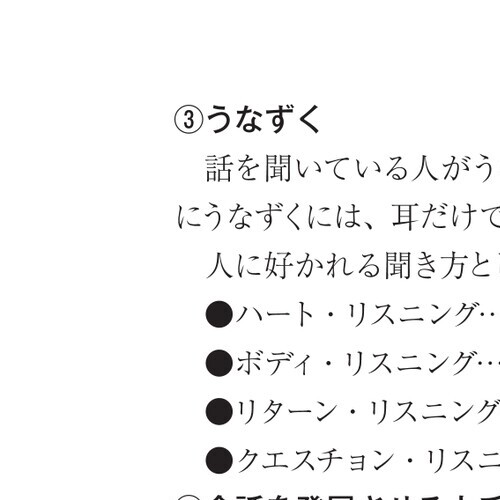 ③うなずく
話を聞いている人がう
にうなずくには、耳だけで
人に好かれる聞き方と
●ハート・リスニング…
●ボディ・リスニング…
●リターン・リスニング
●クエスチョン・リスニ